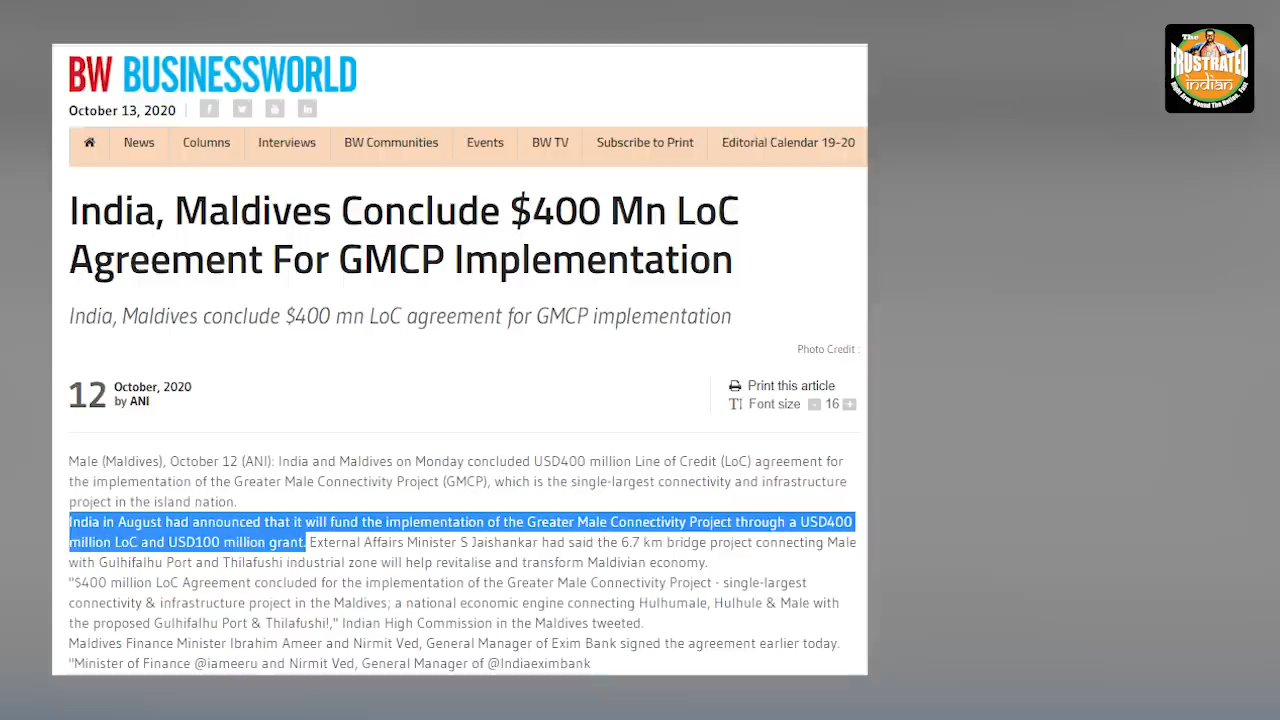 BW BUSINESSWORLD
The
FRUSTRATED
indian
October 13, 2020
News Columns Interviews BW Communities Events BW TV Subscribe to Print Editorial Calendar 19-20
India, Maldives Conclude $400 Mn LoC
Agreement For GMCP Implementation
India, Maldives conclude $400 mn LoC agreement for GMCP implementation
Photo Credit :
12 October, 2020
by ANI
Print this article
Font size - 16 +
Male (Maldives), October 12 (ANI): India and Maldives on Monday concluded USD400 million Line of Credit (LoC) agreement for
the implementation of the Greater Male Connectivity Project (GMCP), which is the single-largest connectivity and infrastructure
project in the island nation.
India in August had announced that it will fund the implementation of the Greater Male Connectivity Project through a USD400
million LoC and USD100 million grant. External Affairs Minister S Jaishankar had said the 6.7 km bridge project connecting Male
with Gulhifalhu Port and Thilafushi industrial zone will help revitalise and transform Maldivian economy.
"$400 million LoC Agreement concluded for the implementation of the Greater Male Connectivity Project - single-largest
connectivity & infrastructure project in the Maldives; a national economic engine connecting Hulhumale, Hulhule & Male with
the proposed Gulhifalhu Port & Thilafushi!," Indian High Commission in the Maldives tweeted.
Maldives Finance Minister Ibrahim Ameer and Nirmit Ved, General Manager of Exim Bank signed the agreement earlier today.
"Minister of Finance @iameeru and Nirmit Ved, General Manager of @Indiaeximbank